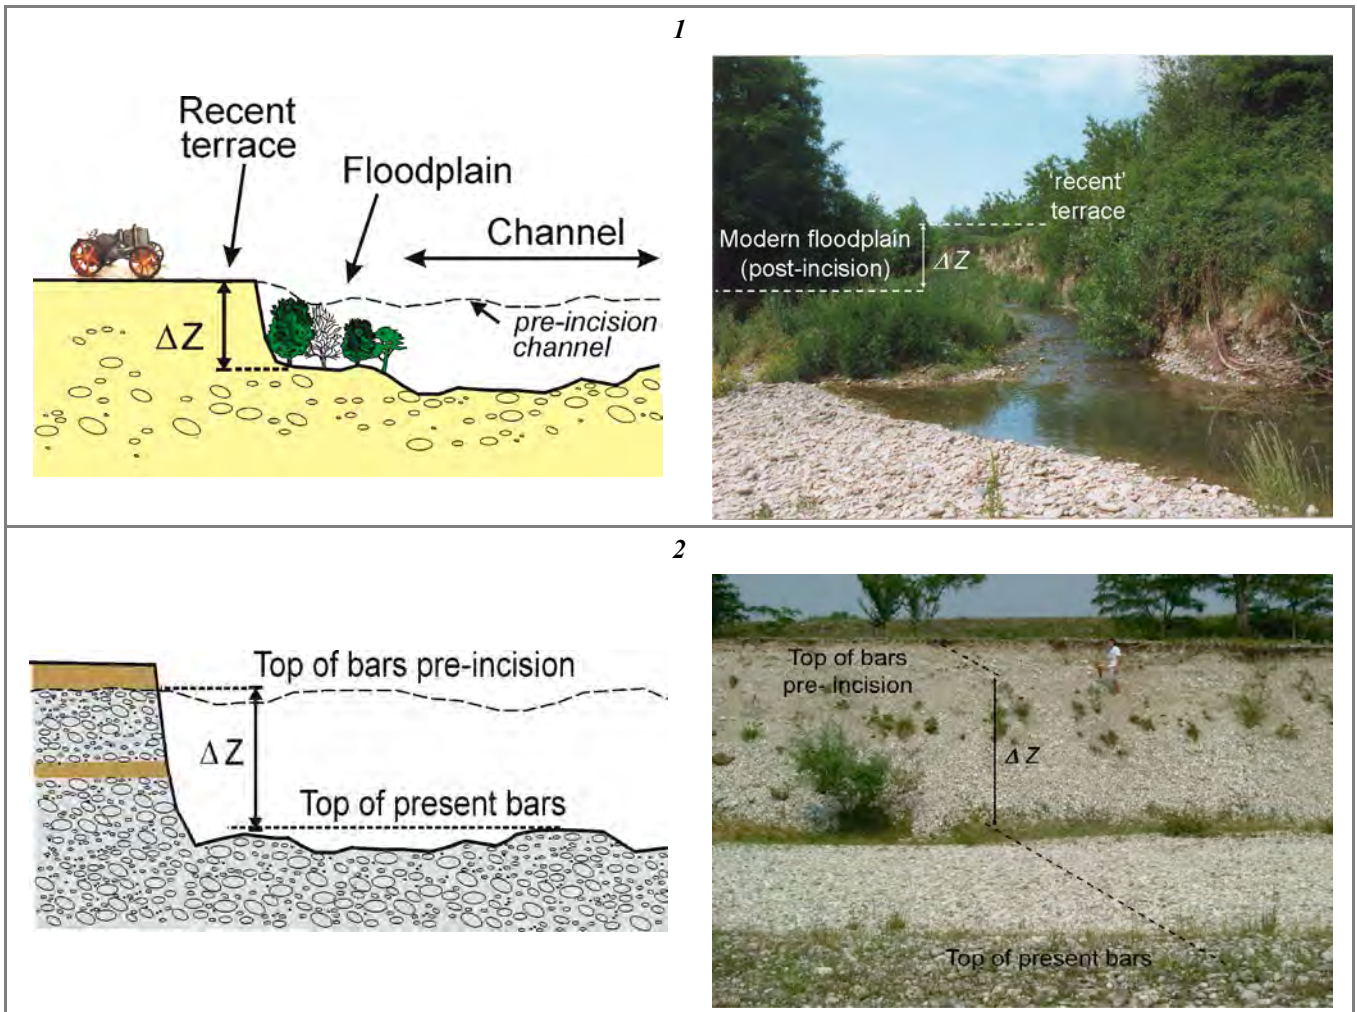 1
Recent
terrace
Floodplain
Channel
ΔZ
pre-incision
channel
'recent'
terrace
Modern floodplain
(post-incision)
ΔZ
2
Top of bars pre-incision
ΔZ
Top of present bars
Top of bars
pre- incision
ΔZ
Top of present bars